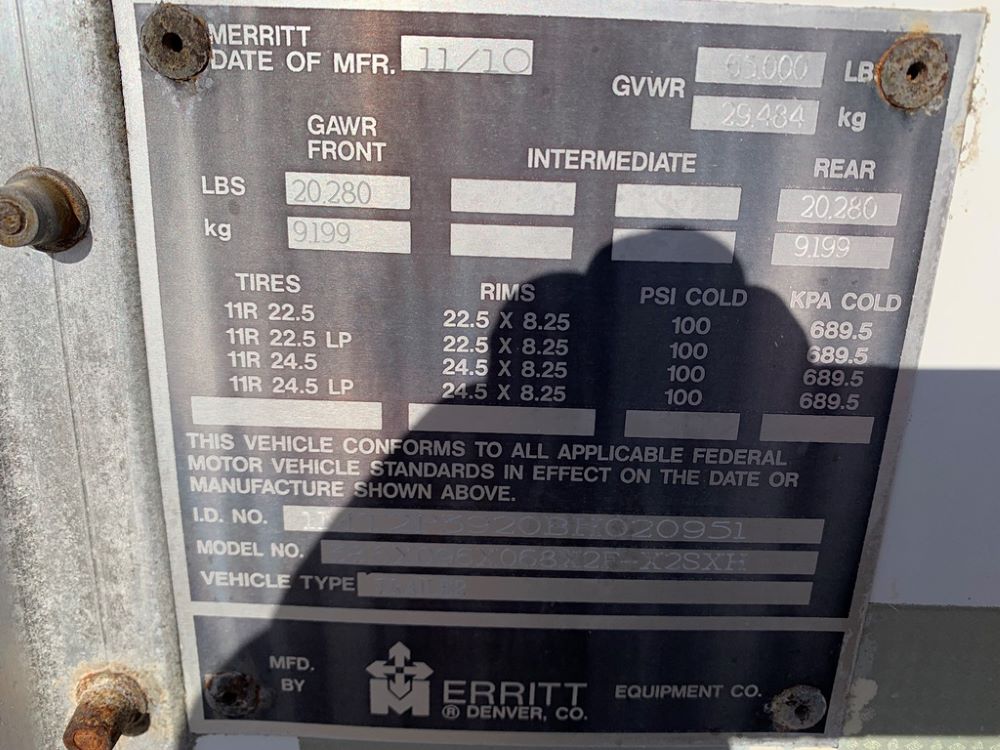 MERRITT
DATE OF MFR. 11/10
GVWR 65,000 LB
29,484 kg
GAWR
FRONT INTERMEDIATE REAR
LBS 20,280 20,280
kg 9,199 9,199
TIRES RIMS PSI COLD KPA COLD
11R 22.5 22.5 X 8.25 100 689.5
11R 22.5 LP 22.5 X 8.25 100 689.5
11R 24.5 24.5 X 8.25 100 689.5
11R 24.5 LP 24.5 X 8.25 100 689.5
THIS VEHICLE CONFORMS TO ALL APPLICABLE FEDERAL
MOTOR VEHICLE STANDARDS IN EFFECT ON THE DATE OR
MANUFACTURE SHOWN ABOVE.
I.D. NO.
MODEL NO.
VEHICLE TYPE TRAILER
MFD.
BY
MERRITT EQUIPMENT CO.
® DENVER, CO.